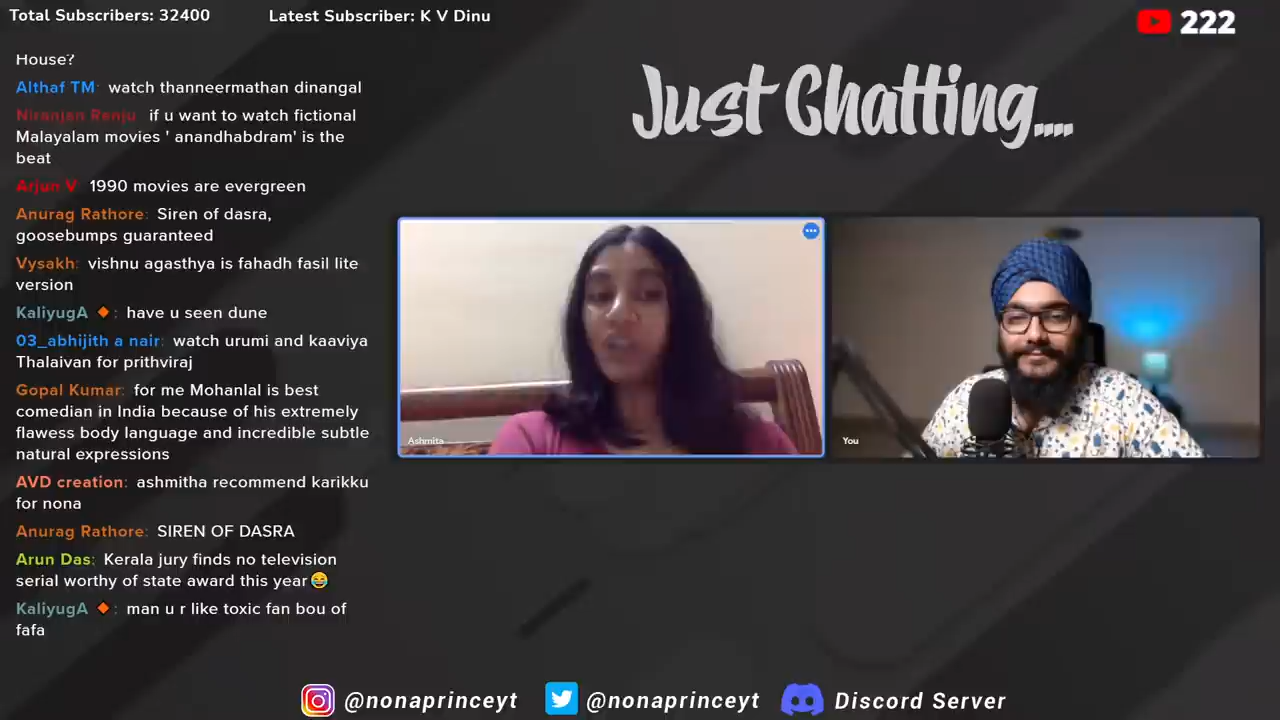 Total Subscribers: 32400
Latest Subscriber: K V Dinu
222
House?
Althaf TM: watch thanneermathan dinangal
Niranjan Renju: if u want to watch fictional
Malayalam movies ' anandhabdram' is the
beat
Arjun V: 1990 movies are evergreen
Anurag Rathore: Siren of dasra,
goosebumps guaranteed
Vysakh: vishnu agasthya is fahadh fasil lite
version
KaliyugA 🔸: have u seen dune
03_abhijith a nair: watch urumi and kaaviya
Thalaivan for prithviraj
Gopal Kumar: for me Mohanlal is best
comedian in India because of his extremely
flawess body language and incredible subtle
natural expressions
AVD creation: ashmitha recommend karikku
for nona
Anurag Rathore: SIREN OF DASRA
Arun Das: Kerala jury finds no television
serial worthy of state award this year😂
KaliyugA 🔸: man u r like toxic fan bou of
fafa
Just Chatting....
Ashmita
You
@nonaprinceyt
@nonaprinceyt
Discord Server